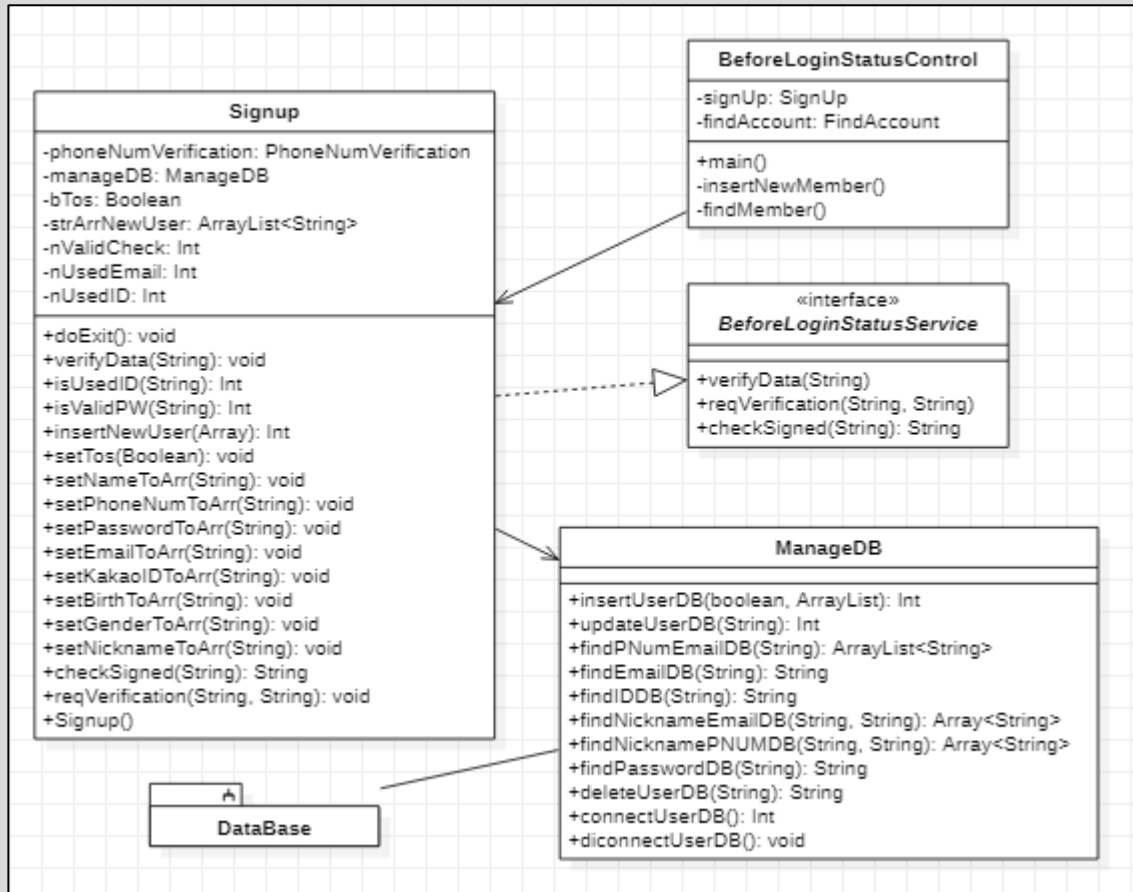 Signup
-phoneNumVerification: PhoneNumVerification
-manageDB: ManageDB
-bTos: Boolean
-strArrNewUser: ArrayList<String>
-nValidCheck: Int
-nUsedEmail: Int
-nUsedID: Int
+doExit(): void
+verifyData(String): void
+isUsedID(String): Int
+isValidPW(String): Int
+insertNewUser(Array): Int
+setTos(Boolean): void
+setNameToArr(String): void
+setPhoneNumToArr(String): void
+setPasswordToArr(String): void
+setEmailToArr(String): void
+setKakaoIDToArr(String): void
+setBirthToArr(String): void
+setGenderToArr(String): void
+setNicknameToArr(String): void
+checkSigned(String): String
+reqVerification(String, String): void
+Signup()
BeforeLoginStatusControl
-signUp: SignUp
-findAccount: FindAccount
+main()
-insertNewMember()
-findMember()
«interface»
BeforeLoginStatusService
+verifyData(String)
+reqVerification(String, String)
+checkSigned(String): String
ManageDB
+insertUserDB(boolean, ArrayList): Int
+updateUserDB(String): Int
+findPNumEmailDB(String): ArrayList<String>
+findEmailDB(String): String
+findIDDB(String): String
+findNicknameEmailDB(String, String): Array<String>
+findNicknamePNUMDB(String, String): Array<String>
+findPasswordDB(String): String
+deleteUserDB(String): String
+connectUserDB(): Int
+diconnectUserDB(): void
DataBase